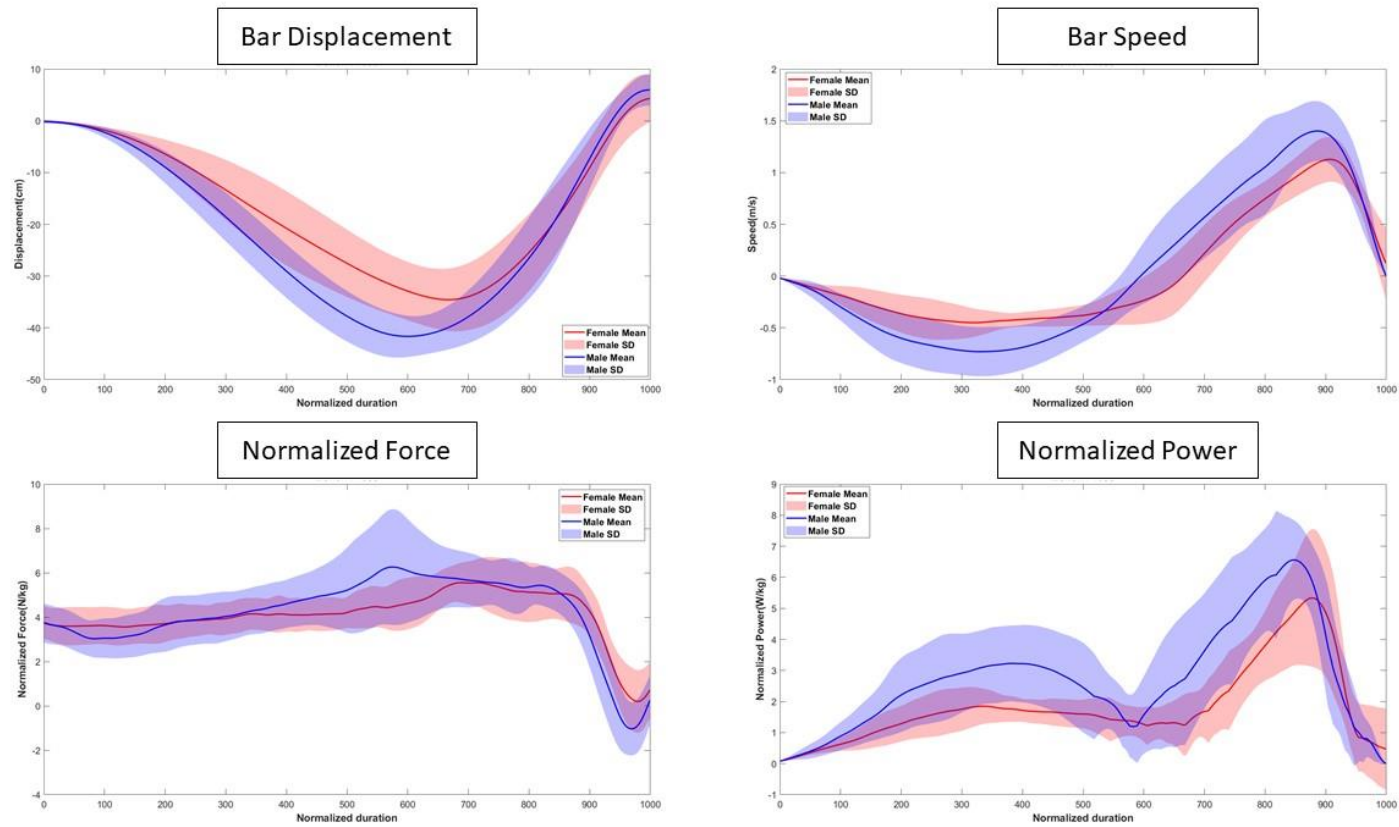 Bar Displacement
10
0
-10
-20
-30
-40
-50
Displacement(cm)
0 100 200 300 400 500 600 700 800 900 1000
Normalized duration
Female Mean
Female SD
Male Mean
Male SD
Bar Speed
2
1.5
1
0.5
0
-0.5
-1
Speed(m/s)
0 100 200 300 400 500 600 700 800 900 1000
Normalized duration
Female Mean
Female SD
Male Mean
Male SD
Normalized Force
10
8
6
4
2
0
-2
-4
Normalized Force(N/kg)
0 100 200 300 400 500 600 700 800 900 1000
Normalized duration
Female Mean
Female SD
Male Mean
Male SD
Normalized Power
9
8
7
6
5
4
3
2
1
0
-1
Normalized Power(W/kg)
0 100 200 300 400 500 600 700 800 900 1000
Normalized duration
Female Mean
Female SD
Male Mean
Male SD